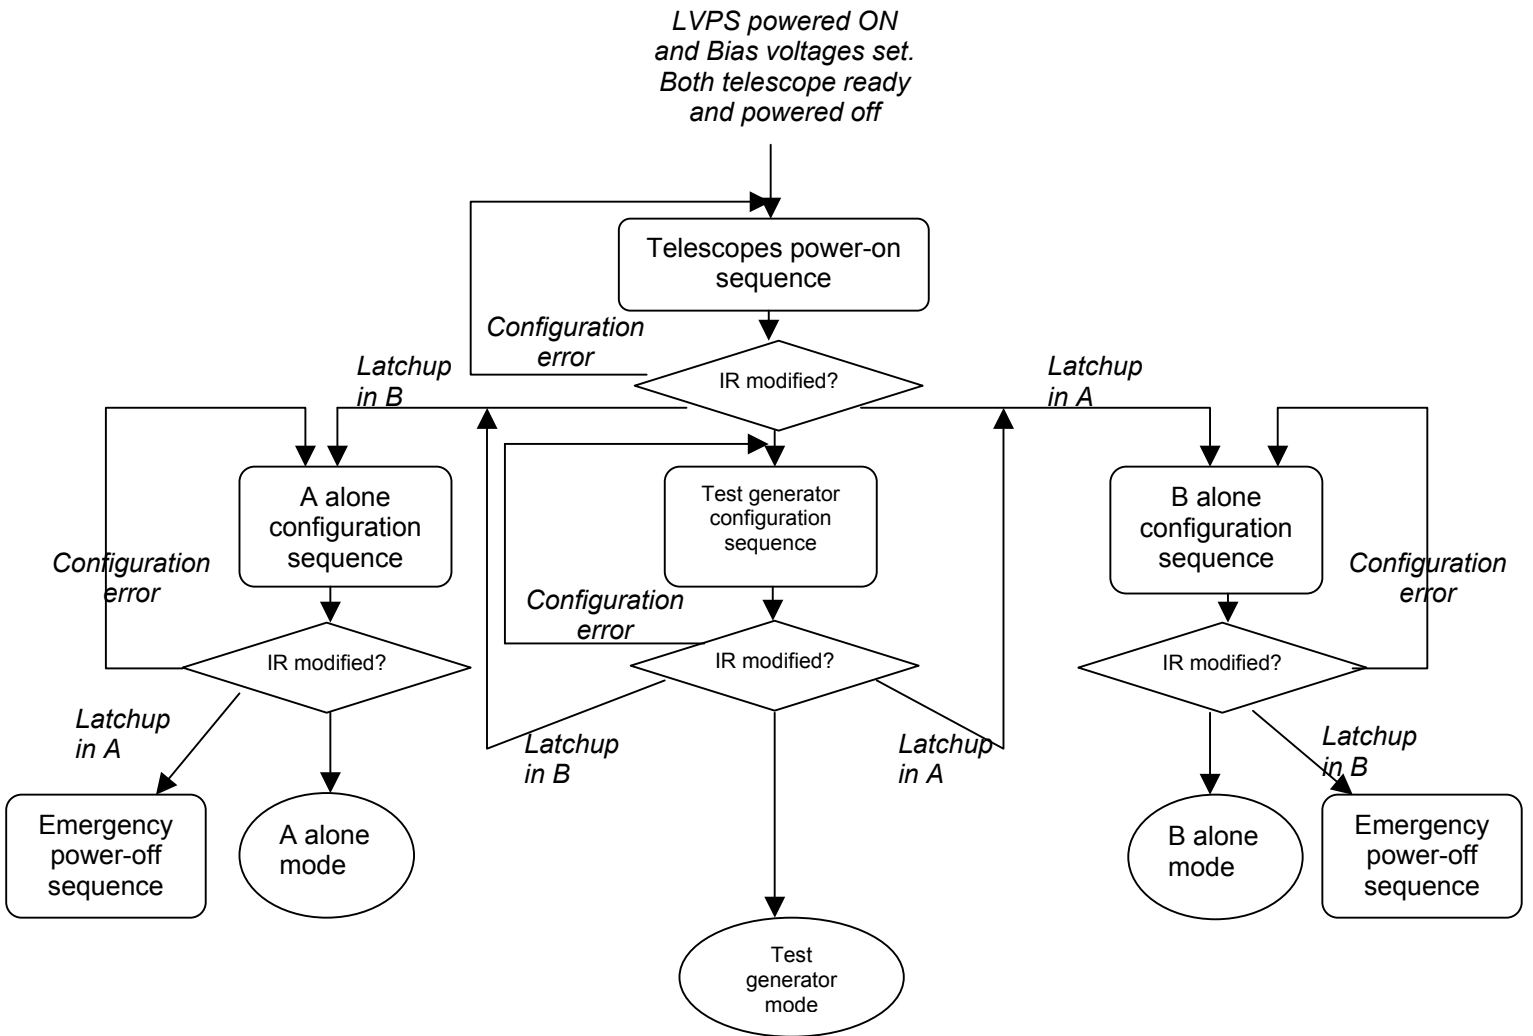 LVPS powered ON
and Bias voltages set.
Both telescope ready
and powered off
Telescopes power-on
sequence
Configuration
error
IR modified?
Latchup
in B
Latchup
in A
A alone
configuration
sequence
Test generator
configuration
sequence
B alone
configuration
sequence
Configuration
error
Configuration
error
Configuration
error
IR modified?
IR modified?
IR modified?
Latchup
in A
Latchup
in B
Latchup
in A
Latchup
in B
Emergency
power-off
sequence
A alone
mode
B alone
mode
Emergency
power-off
sequence
Test
generator
mode